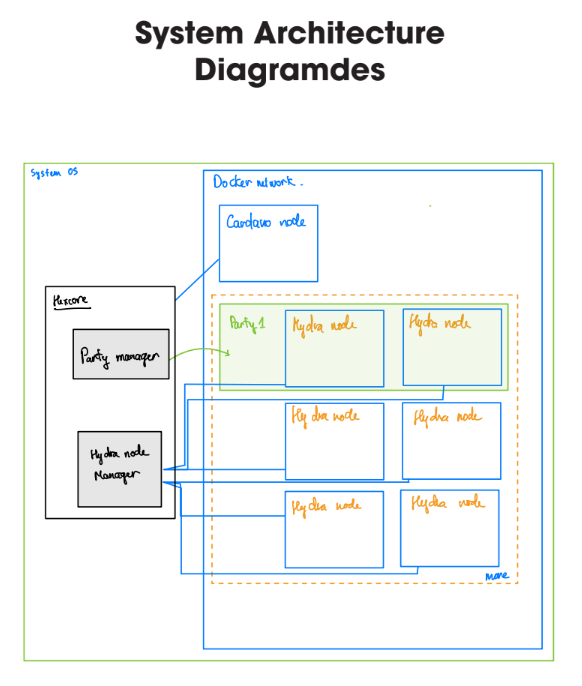 System Architecture
Diagramdes
System OS
Docker network.
Cardano node
Hexcore
Party 1
Hydra node
Hydra node
Party manager
Hydra node
Hydra node
Hydra node
Manager
Hydra node
Hydra node
more